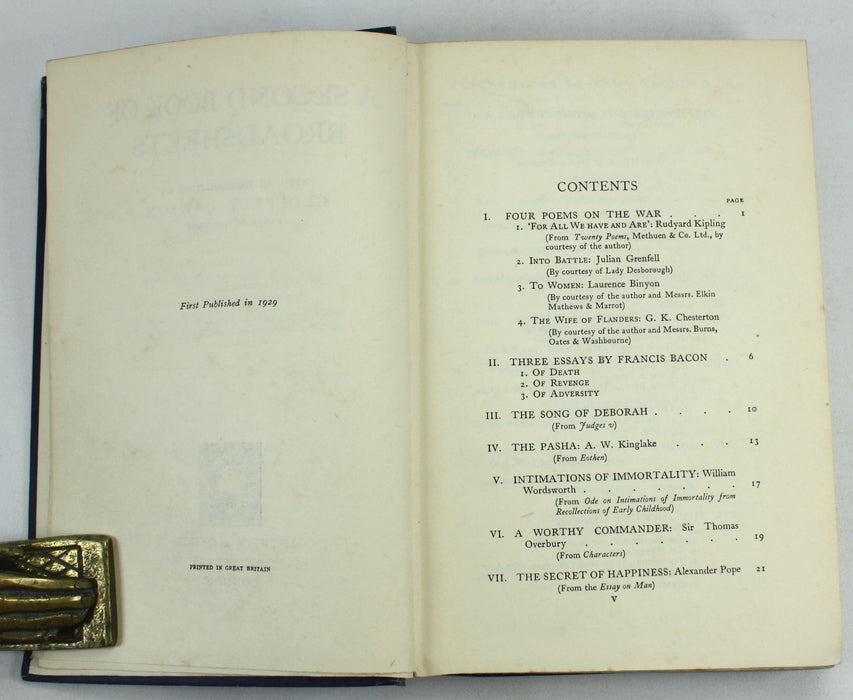 First Published in 1929
PRINTED IN GREAT BRITAIN
CONTENTS
PAGE
I. FOUR POEMS ON THE WAR . . . 1
1. 'FOR ALL WE HAVE AND ARE': Rudyard Kipling
(From Twenty Poems, Methuen & Co. Ltd., by
courtesy of the author)
2. INTO BATTLE: Julian Grenfell
(By courtesy of Lady Desborough)
3. TO WOMEN: Laurence Binyon
(By courtesy of the author and Messrs. Elkin
Mathews & Marrot)
4. THE WIFE OF FLANDERS: G. K. Chesterton
(By courtesy of the author and Messrs. Burns,
Oates & Washbourne)
II. THREE ESSAYS BY FRANCIS BACON . 6
1. OF DEATH
2. OF REVENGE
3. OF ADVERSITY
III. THE SONG OF DEBORAH . . . . 10
(From Judges v)
IV. THE PASHA: A. W. Kinglake . . . 13
(From Eothen)
V. INTIMATIONS OF IMMORTALITY: William
Wordsworth . . . . . . . 17
(From Ode on Intimations of Immortality from
Recollections of Early Childhood)
VI. A WORTHY COMMANDER: Sir Thomas
Overbury . . . . . . 19
(From Characters)
VII. THE SECRET OF HAPPINESS: Alexander Pope 21
(From the Essay on Man)
V